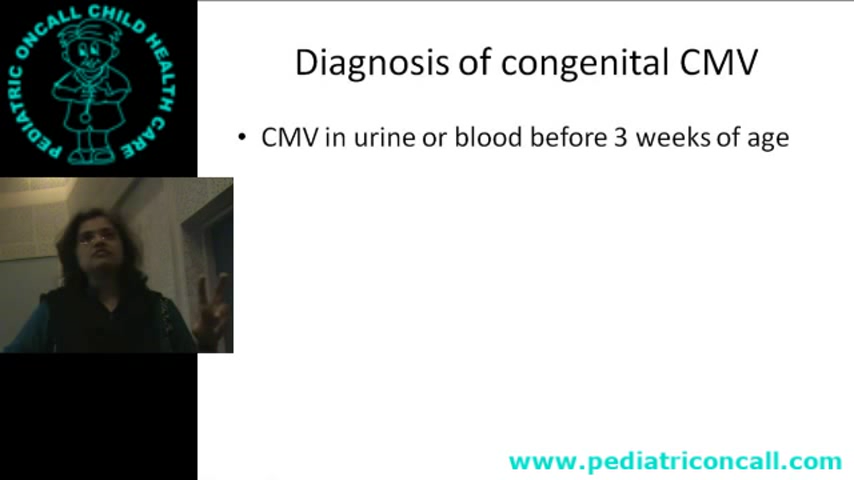 PEDIATRIC ONCALL CHILD HEALTH CARE
Diagnosis of congenital CMV
• CMV in urine or blood before 3 weeks of age
www.pediatriconcall.com